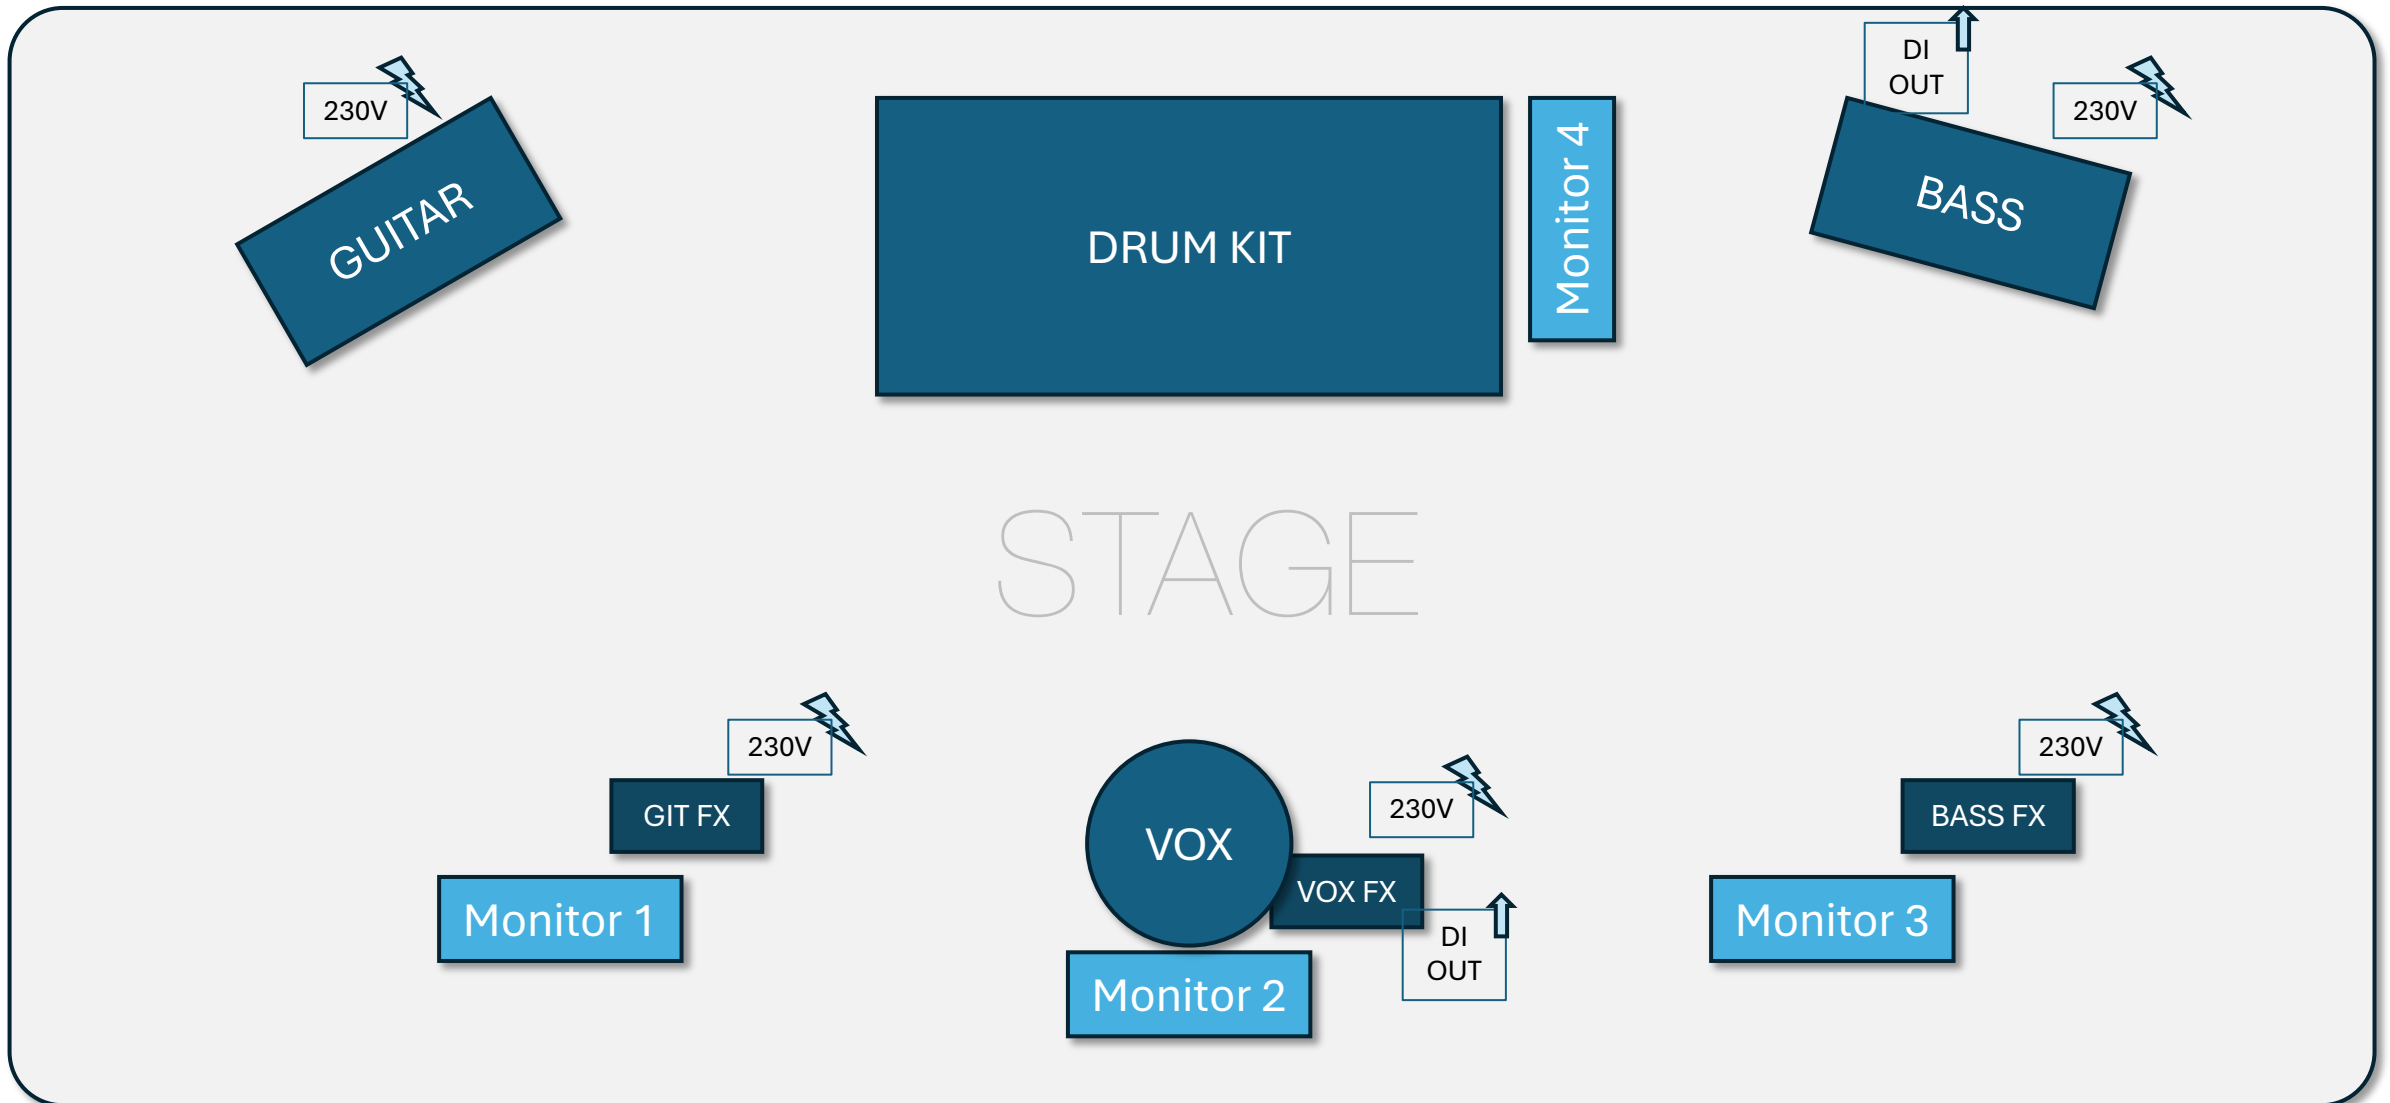 DI
OUT
230V
230V
GUITAR
DRUM KIT
Monitor 4
BASS
STAGE
230V
230V
230V
GIT FX
VOX
BASS FX
VOX FX
Monitor 1
Monitor 3
DI
OUT
Monitor 2